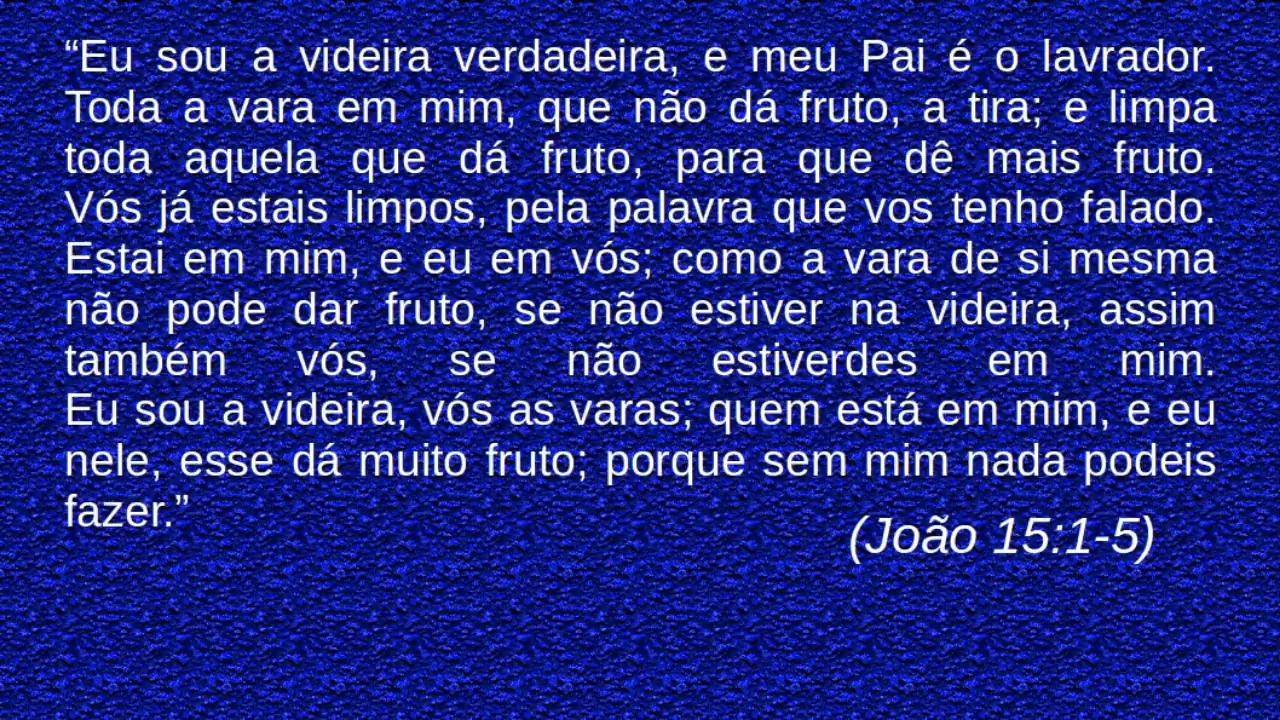 “Eu sou a videira verdadeira, e meu Pai é o lavrador.
Toda a vara em mim, que não dá fruto, a tira; e limpa
toda aquela que dá fruto, para que dê mais fruto.
Vós já estais limpos, pela palavra que vos tenho falado.
Estai em mim, e eu em vós; como a vara de si mesma
não pode dar fruto, se não estiver na videira, assim
também vós, se não estiverdes em mim.
Eu sou a videira, vós as varas; quem está em mim, e eu
nele, esse dá muito fruto; porque sem mim nada podeis
fazer.”
(João 15:1-5)